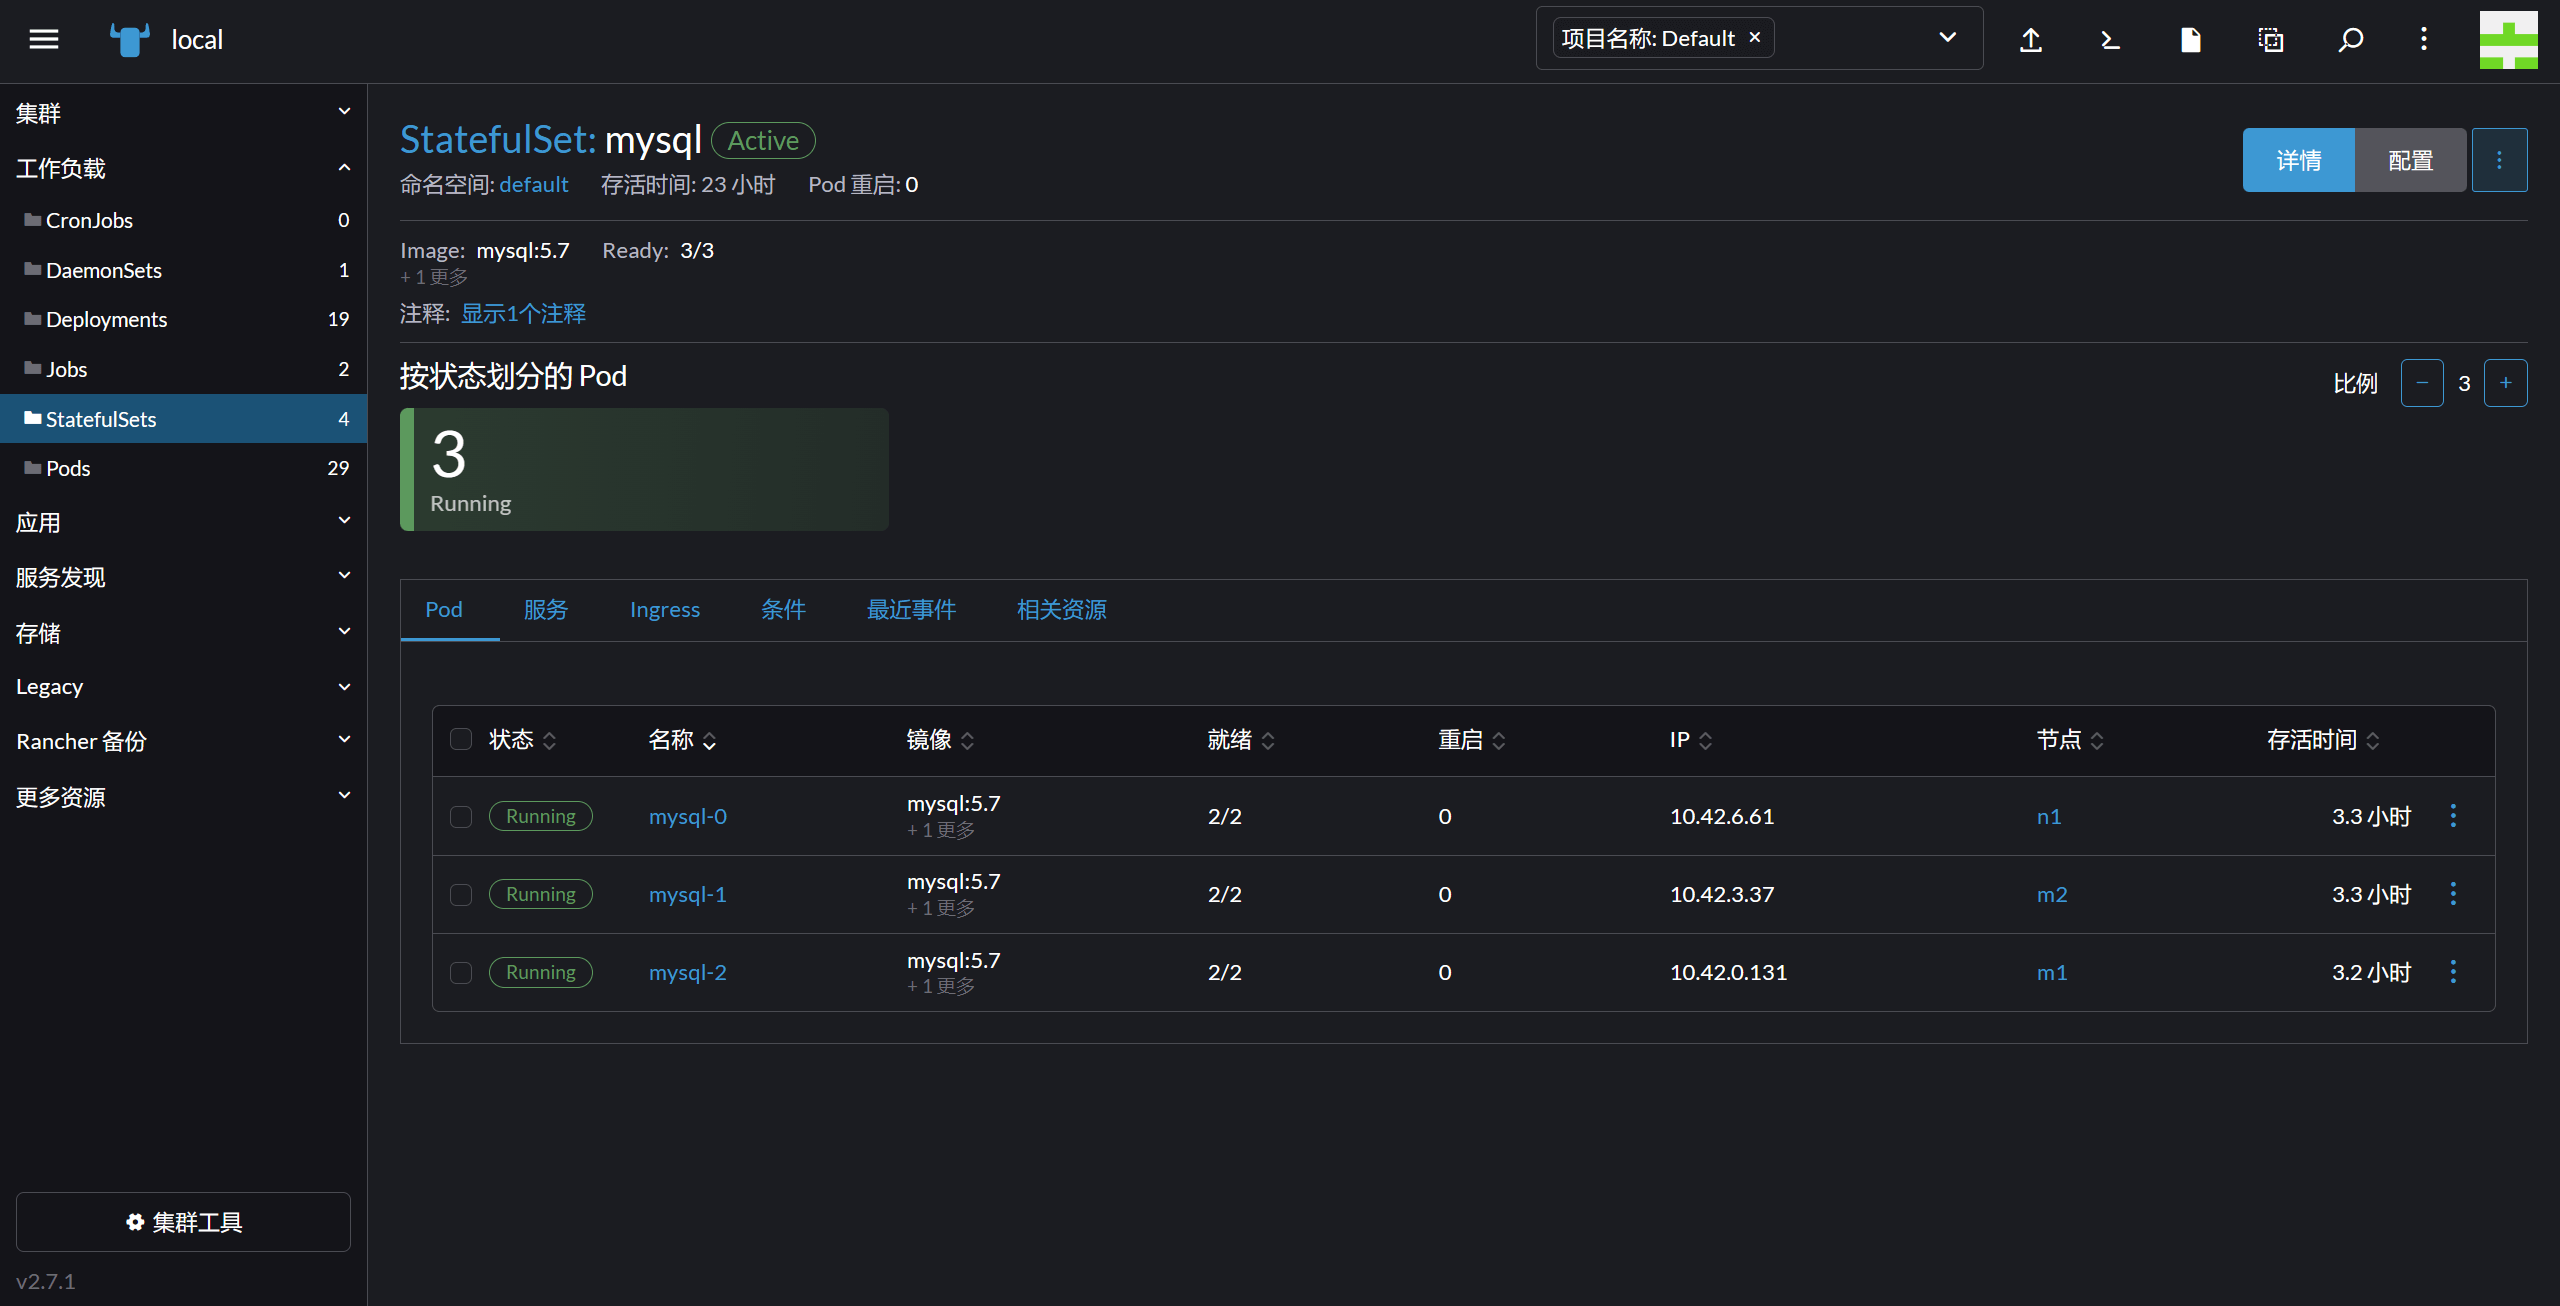 local
项目名称: Default ×
集群
工作负载
CronJobs 0
DaemonSets 1
Deployments 19
Jobs 2
StatefulSets 4
Pods 29
应用
服务发现
存储
Legacy
Rancher 备份
更多资源
集群工具
v2.7.1
StatefulSet: mysql Active
命名空间: default 存活时间: 23 小时 Pod 重启: 0
详情 配置
Image: mysql:5.7 Ready: 3/3
+ 1 更多
注释: 显示1个注释
按状态划分的 Pod
比例 − 3 +
3
Running
Pod 服务 Ingress 条件 最近事件 相关资源
状态 名称 镜像 就绪 重启 IP 节点 存活时间
Running mysql-0 mysql:5.7 2/2 0 10.42.6.61 n1 3.3 小时
+ 1 更多
Running mysql-1 mysql:5.7 2/2 0 10.42.3.37 m2 3.3 小时
+ 1 更多
Running mysql-2 mysql:5.7 2/2 0 10.42.0.131 m1 3.2 小时
+ 1 更多